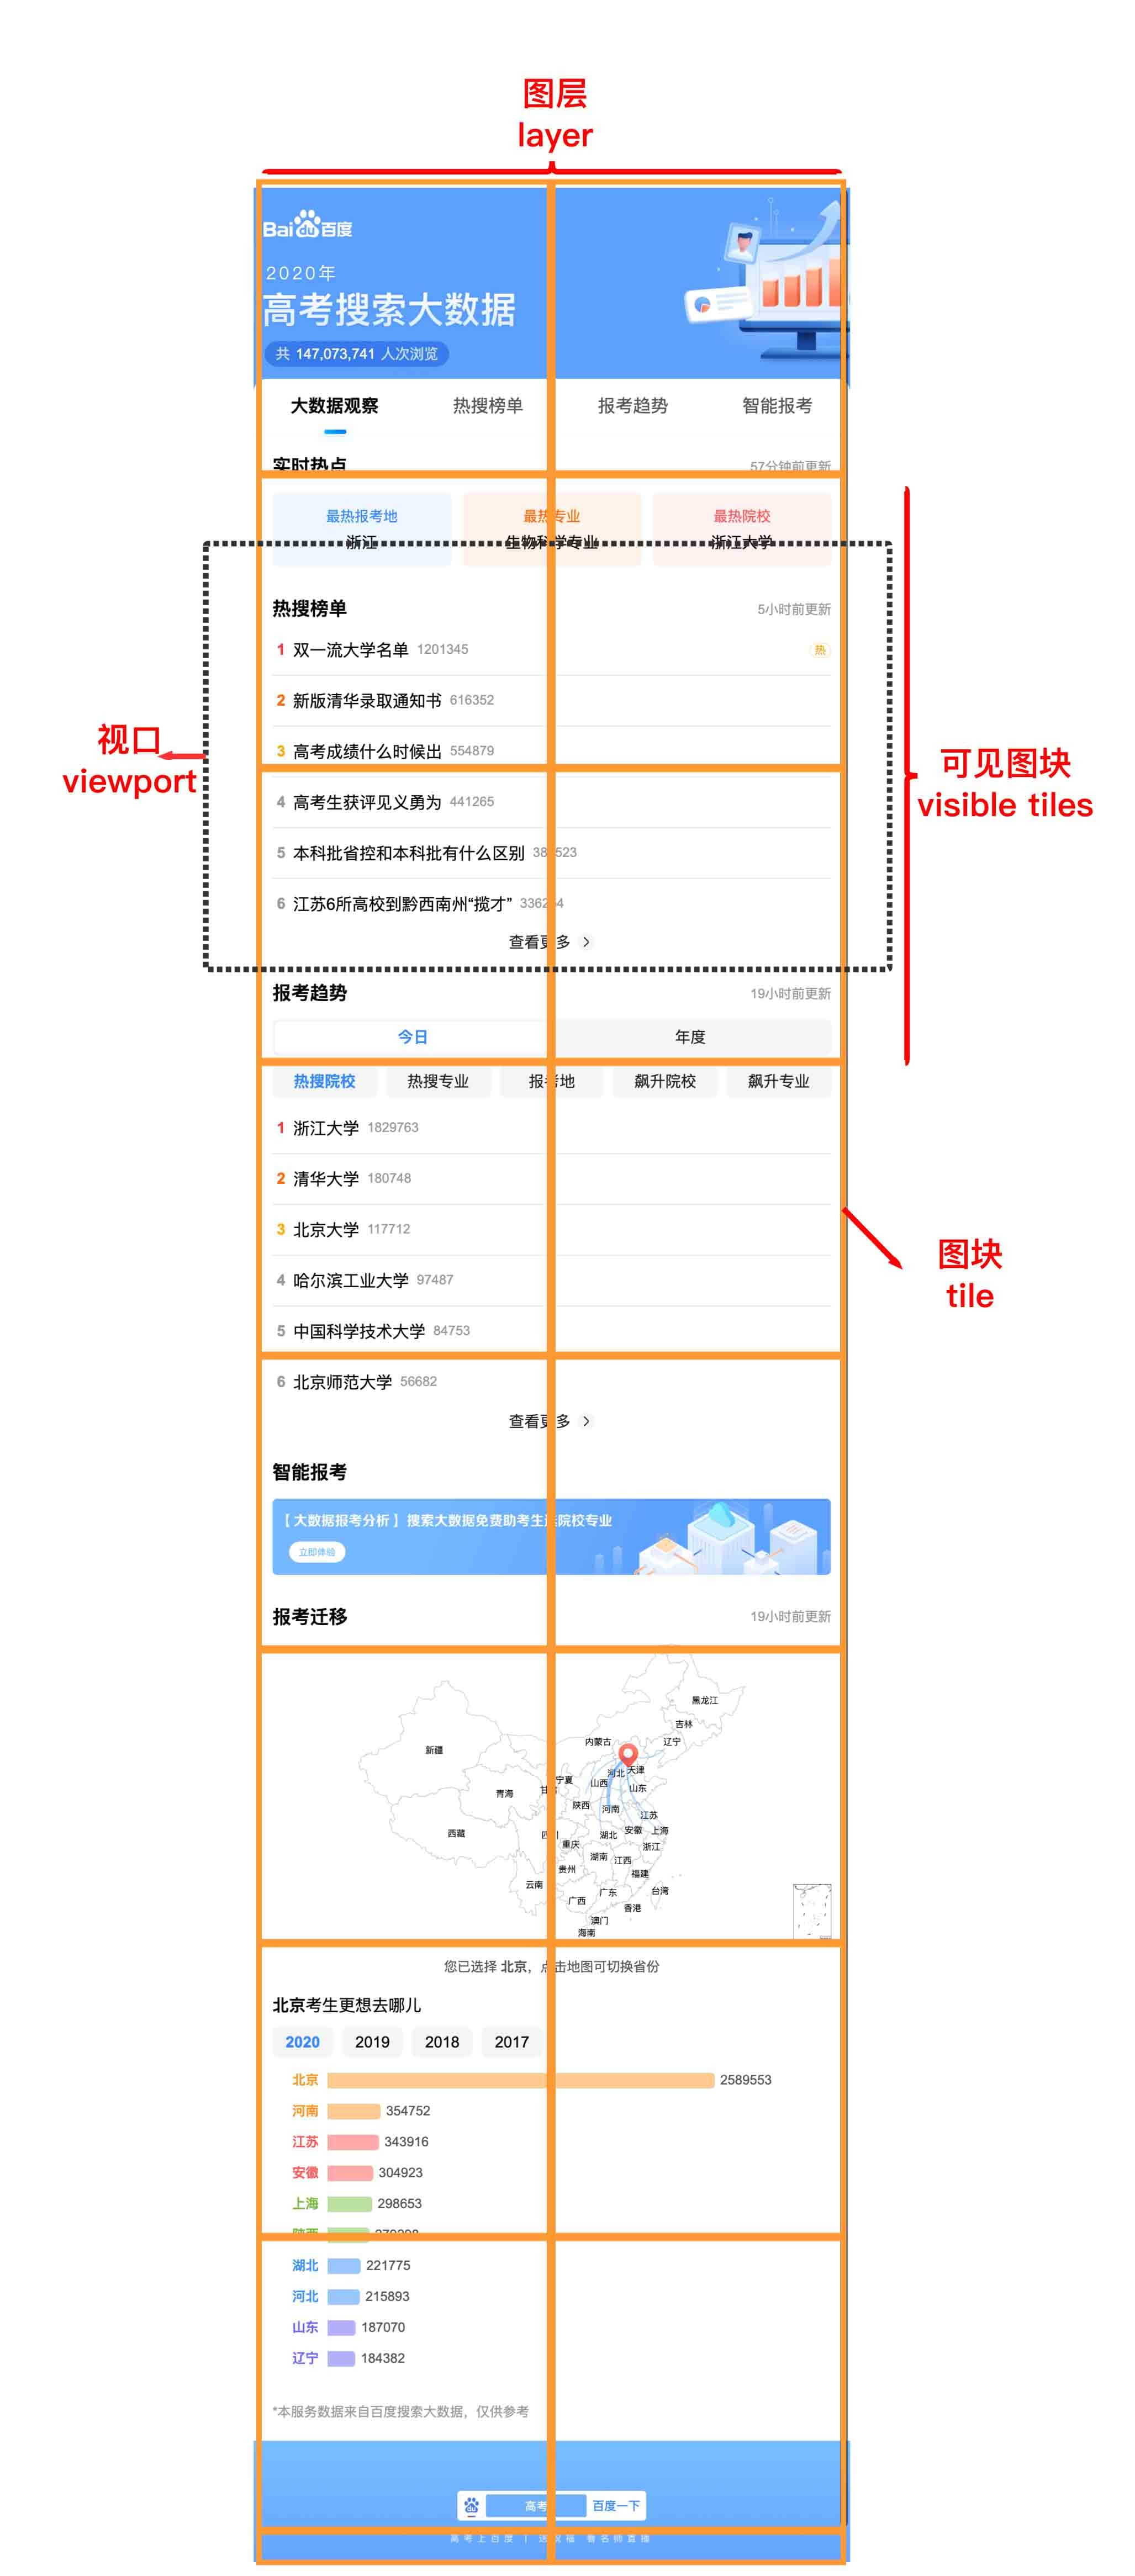 图层
layer
Bai du 百度
2020年
高考搜索大数据
共 147,073,741 人次浏览
大数据观察 热搜榜单 报考趋势 智能报考
实时热点 57分钟前更新
最热报考地 最热专业 最热院校
浙江 生物科学专业 浙江大学
热搜榜单 5小时前更新
1 双一流大学名单 1201345 热
2 新版清华录取通知书 616352
3 高考成绩什么时候出 554879
视口
viewport
可见图块
visible tiles
4 高考生获评见义勇为 441265
5 本科批省控和本科批有什么区别
6 江苏6所高校到黔西南州“揽才”
查看更多
报考趋势 19小时前更新
今日 年度
热搜院校 热搜专业 报考地 飙升院校 飙升专业
1 浙江大学 1829763
2 清华大学 180748
3 北京大学 117712
4 哈尔滨工业大学 97487
5 中国科学技术大学 84753
图块
tile
6 北京师范大学 56682
查看更多
智能报考
【大数据报考分析】搜索大数据免费助考生选院校专业
立即体验
报考迁移 19小时前更新
黑龙江
吉林
内蒙古 辽宁
新疆
河北 天津
宁夏 山西
青海 甘肃 山东
陕西 河南
江苏
西藏 四川 湖北 安徽 上海
重庆 浙江
湖南 江西
贵州 福建
云南 广东 台湾
广西 香港
澳门
海南
您已选择 北京，点击地图可切换省份
北京考生更想去哪儿
2020 2019 2018 2017
北京 2589553
河南 354752
江苏 343916
安徽 304923
上海 298653
陕西
湖北 221775
河北 215893
山东 187070
辽宁 184382
*本服务数据来自百度搜索大数据，仅供参考
du 高考 百度一下
高考上百度 | 送祝福 看名师直播